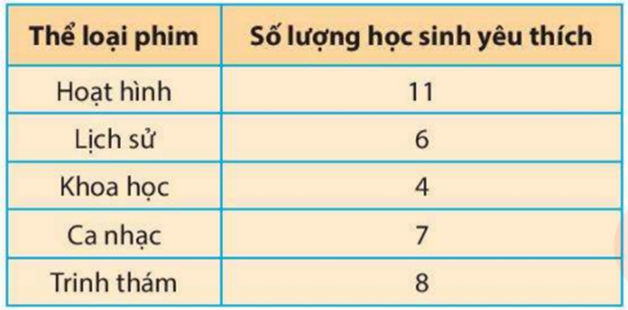 Thể loại phim Số lượng học sinh yêu thích
Hoạt hình 11
Lịch sử 6
Khoa học 4
Ca nhạc 7
Trinh thám 8